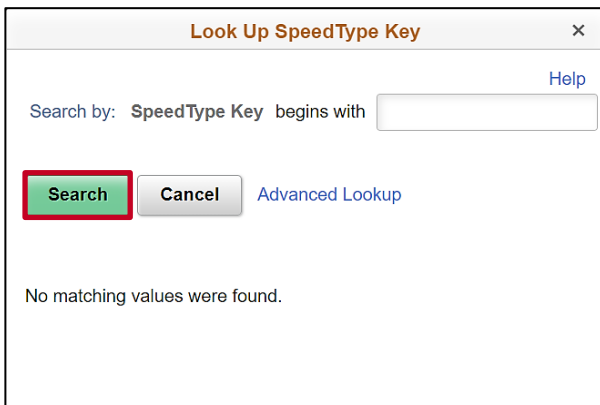 Look Up SpeedType Key ×
Help
Search by: SpeedType Key begins with
Search Cancel Advanced Lookup
No matching values were found.